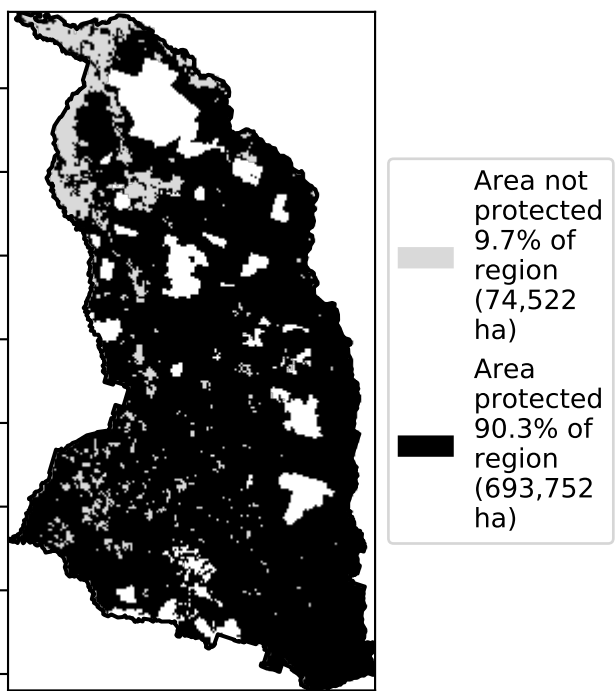 Area not
protected
9.7% of
region
(74,522
ha)
Area
protected
90.3% of
region
(693,752
ha)